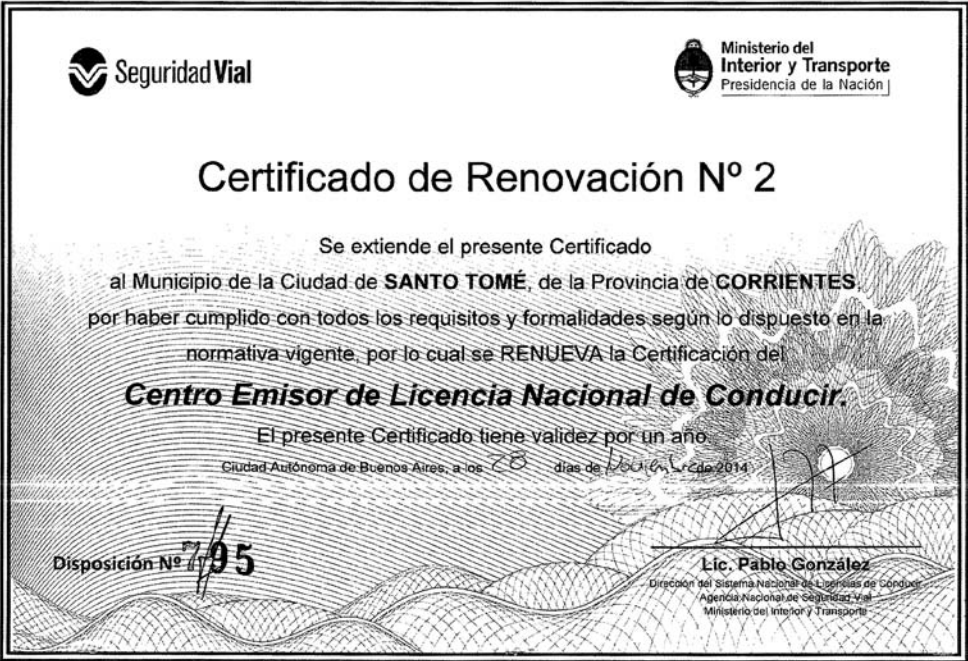 Seguridad Vial
Ministerio del
Interior y Transporte
Presidencia de la Nación
Certificado de Renovación Nº 2
Se extiende el presente Certificado
al Municipio de la Ciudad de SANTO TOMÉ, de la Provincia de CORRIENTES,
por haber cumplido con todos los requisitos y formalidades según lo dispuesto en la
normativa vigente, por lo cual se RENUEVA la Certificación del
Centro Emisor de Licencia Nacional de Conducir.
El presente Certificado tiene validez por un año.
Ciudad Autónoma de Buenos Aires, a los 28 días de Noviembre de 2014
Disposición Nº 795
Lic. Pablo González
Dirección del Sistema Nacional de Licencias de Conducir
Agencia Nacional de Seguridad Vial
Ministerio del Interior y Transporte